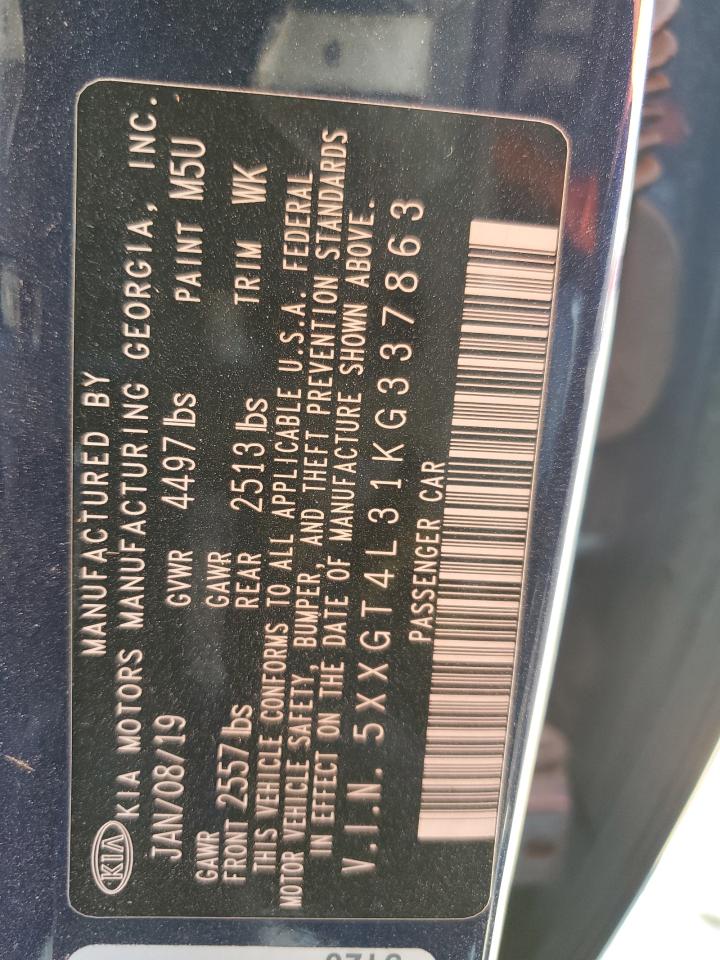 KIA
MANUFACTURED BY
KIA MOTORS MANUFACTURING GEORGIA, INC.
JAN/08/19 GVWR 4497 lbs PAINT M5U
GAWR GAWR
FRONT 2557 lbs REAR 2513 lbs TRIM WK
THIS VEHICLE CONFORMS TO ALL APPLICABLE U.S.A. FEDERAL
MOTOR VEHICLE SAFETY, BUMPER, AND THEFT PREVENTION STANDARDS
IN EFFECT ON THE DATE OF MANUFACTURE SHOWN ABOVE.
V.I.N. 5XXGT4L31KG337863
PASSENGER CAR